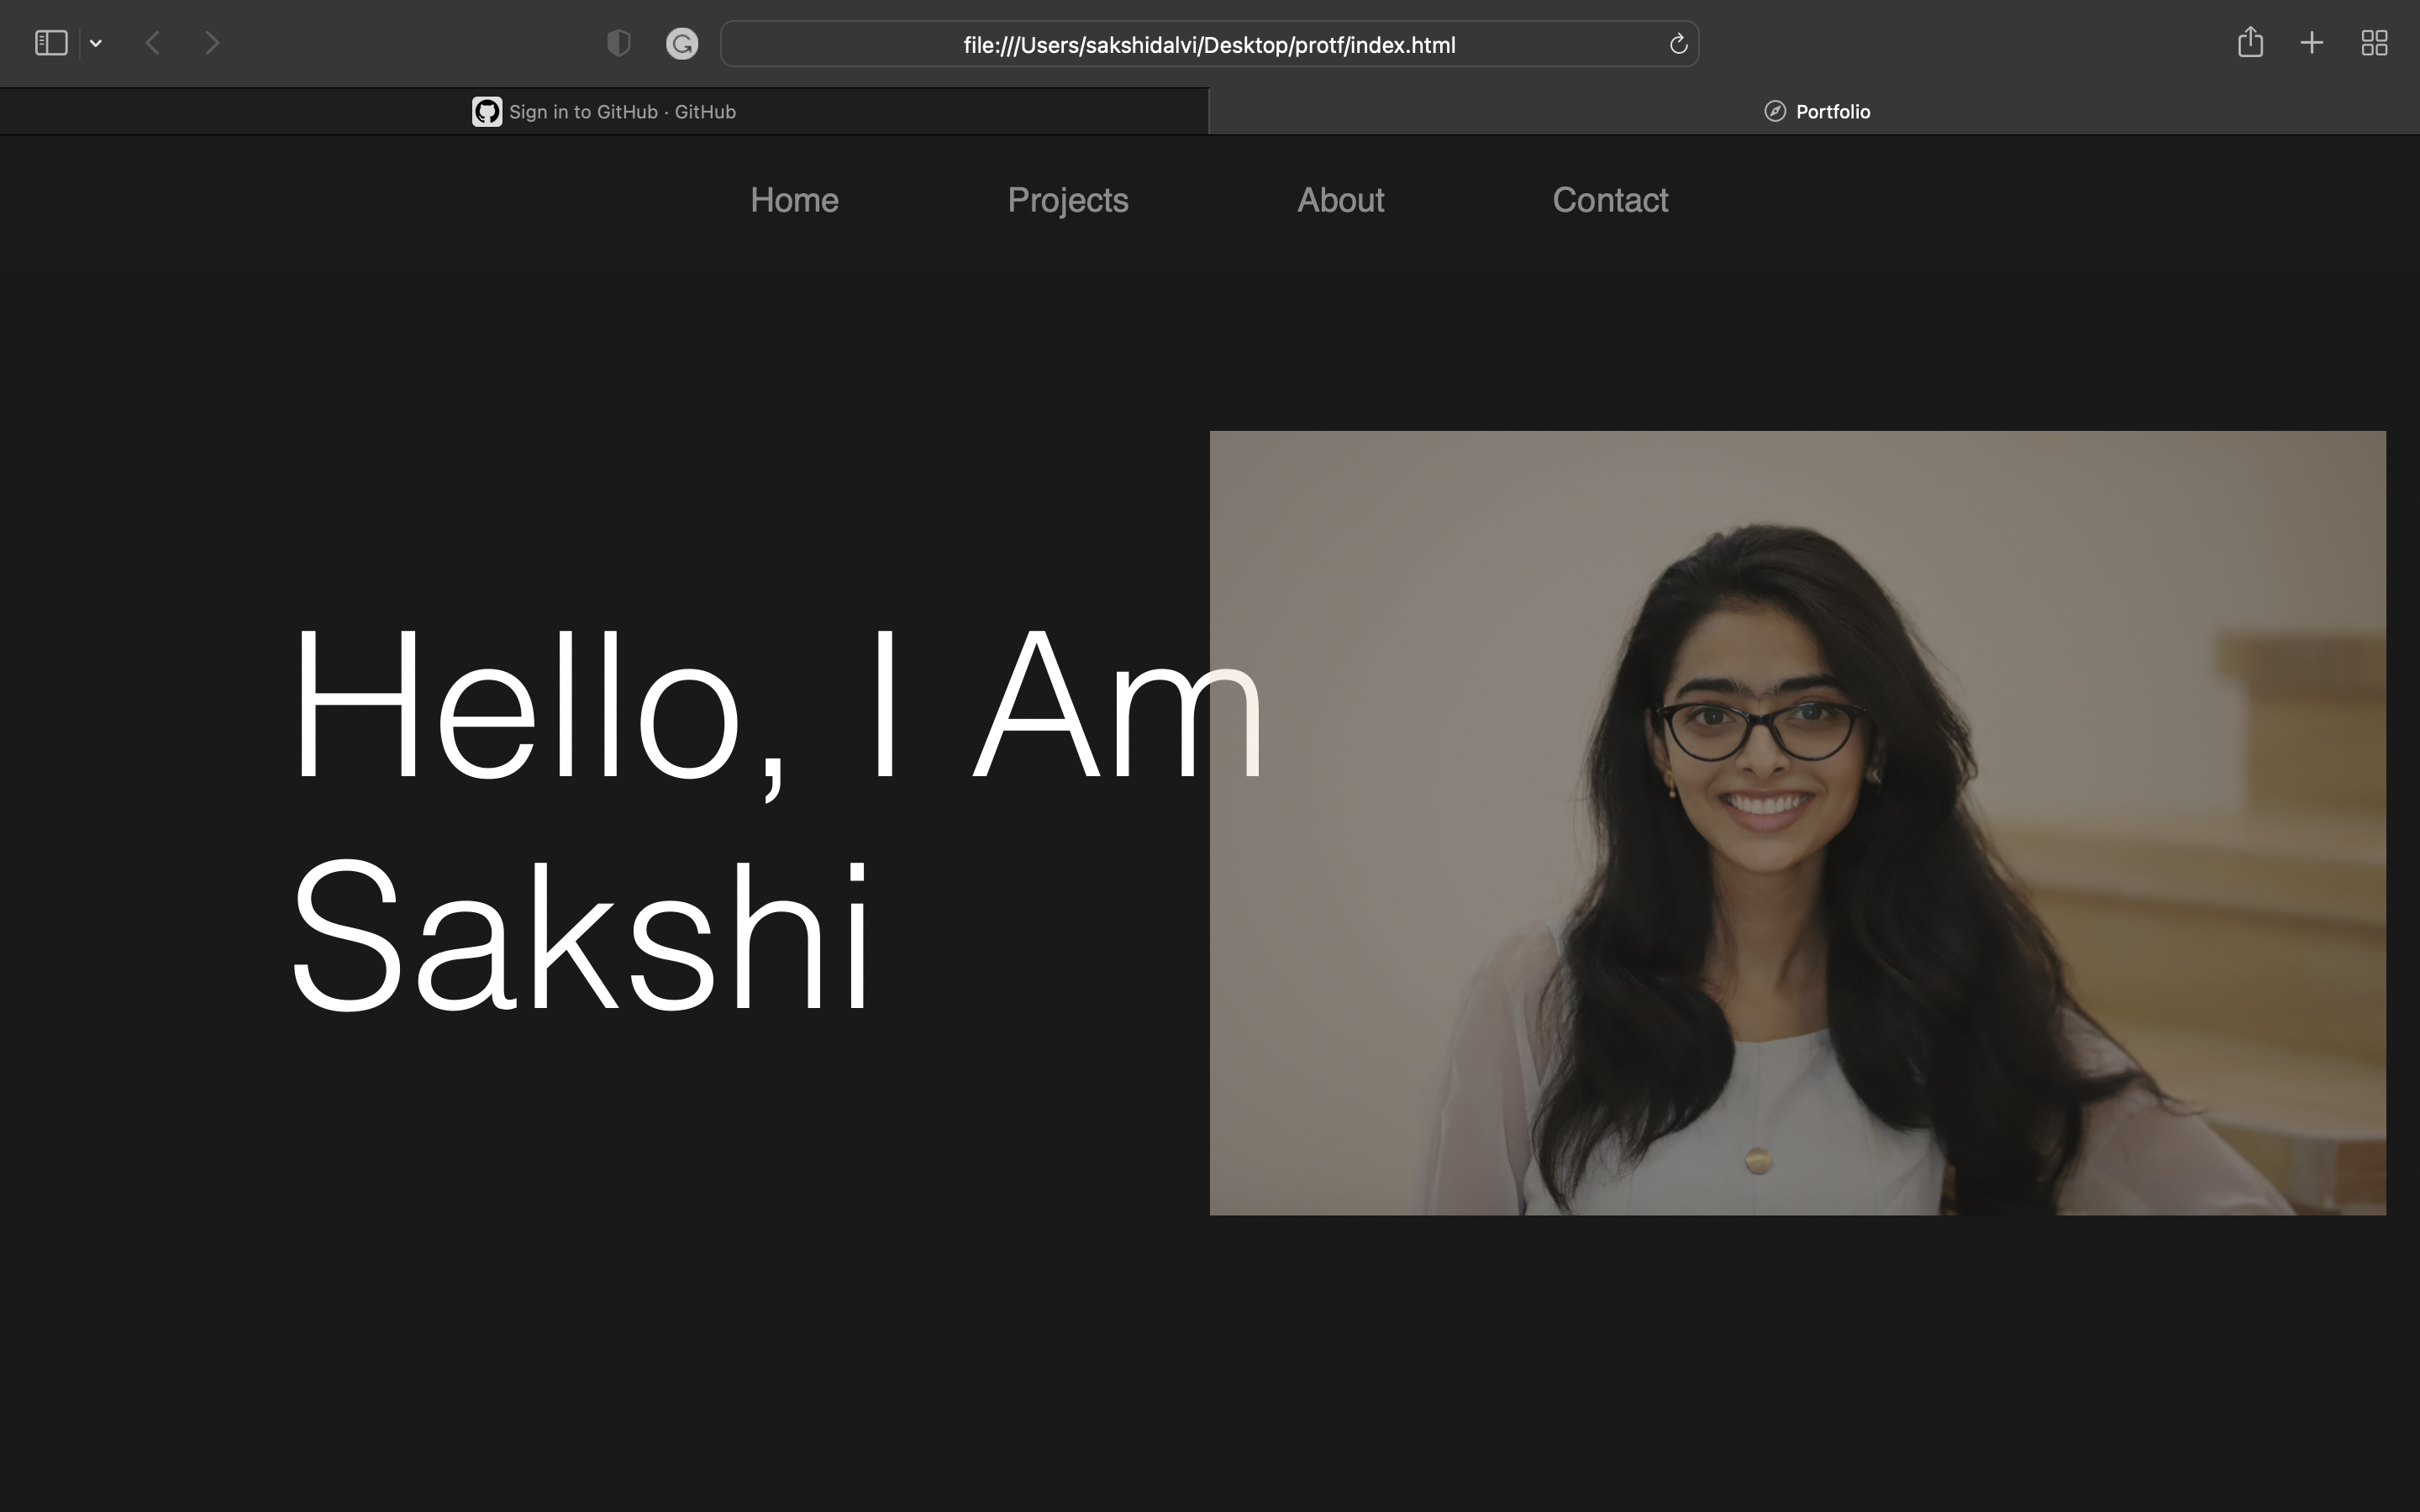 file:///Users/sakshidalvi/Desktop/protf/index.html
Sign in to GitHub · GitHub
Portfolio
Home Projects About Contact
Hello, I Am
Sakshi